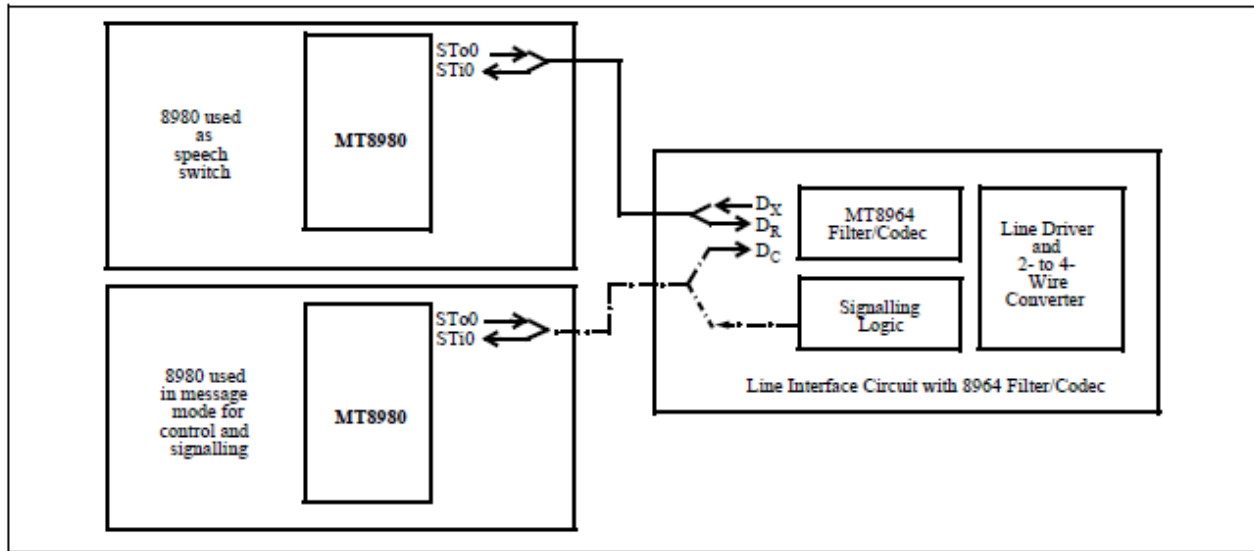 STo0
STi0
8980 used
as
speech
switch
MT8980
DX
DR
DC
MT8964
Filter/Codec
Line Driver
and
2- to 4-
Wire
Converter
Signalling
Logic
Line Interface Circuit with 8964 Filter/Codec
STo0
STi0
8980 used
in message
mode for
control and
signalling
MT8980